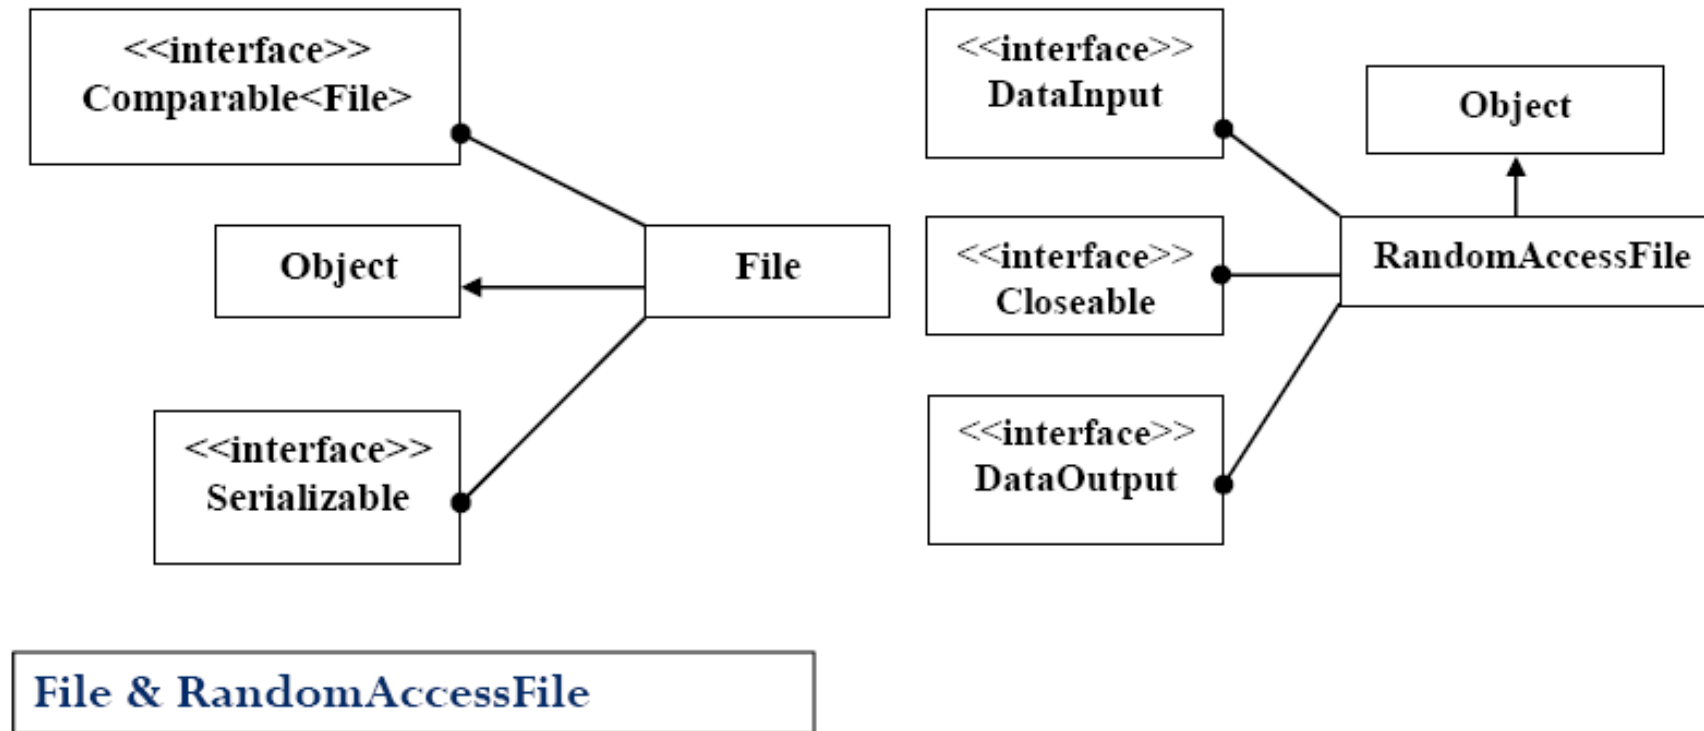 <<interface>>
Comparable<File>
Object
File
<<interface>>
Serializable
<<interface>>
DataInput
Object
<<interface>>
Closeable
RandomAccessFile
<<interface>>
DataOutput
File & RandomAccessFile